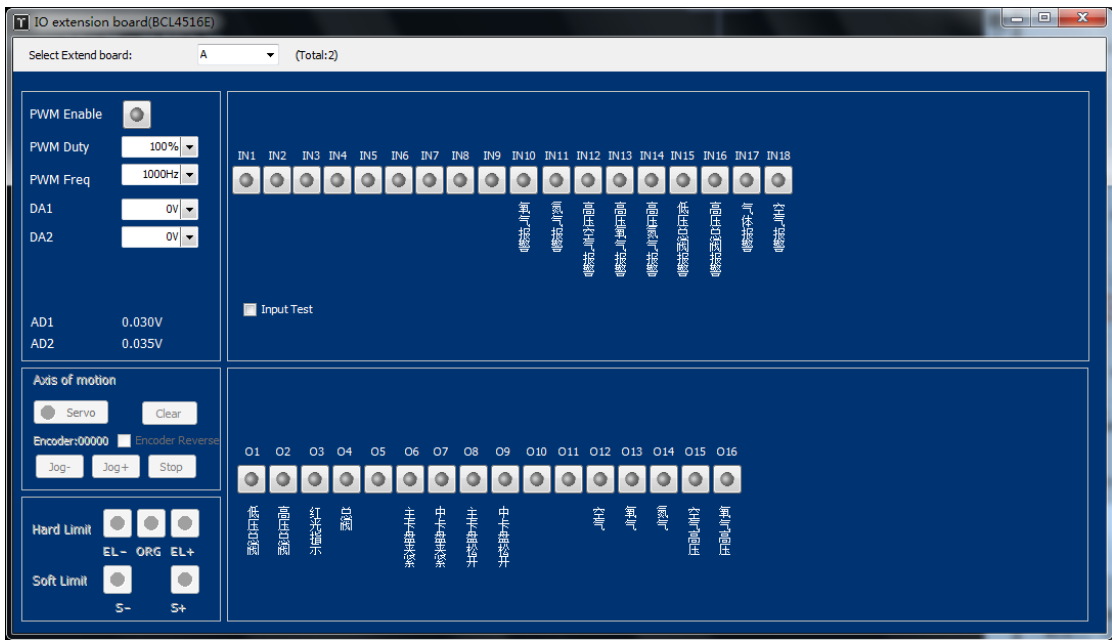 IO extension board(BCL4516E)
Select Extend board: A (Total:2)
PWM Enable
PWM Duty 100%
PWM Freq 1000Hz
DA1 0V
DA2 0V
AD1 0.030V
AD2 0.035V
IN1 IN2 IN3 IN4 IN5 IN6 IN7 IN8 IN9 IN10 IN11 IN12 IN13 IN14 IN15 IN16 IN17 IN18
氧气报警
氮气报警
高压空气报警
高压氧气报警
高压氮气报警
低压总阀报警
高压总阀报警
气体报警
空气报警
Input Test
Axis of motion
Servo Clear
Encoder:00000 Encoder Reverse
Jog- Jog+ Stop
Hard Limit
EL- ORG EL+
Soft Limit
S- S+
O1 O2 O3 O4 O5 O6 O7 O8 O9 O10 O11 O12 O13 O14 O15 O16
低压总阀
高压总阀
红光指示
总阀
主卡盘夹紧
中卡盘夹紧
主卡盘松开
中卡盘松开
空气
氧气
氮气
空气高压
氧气高压